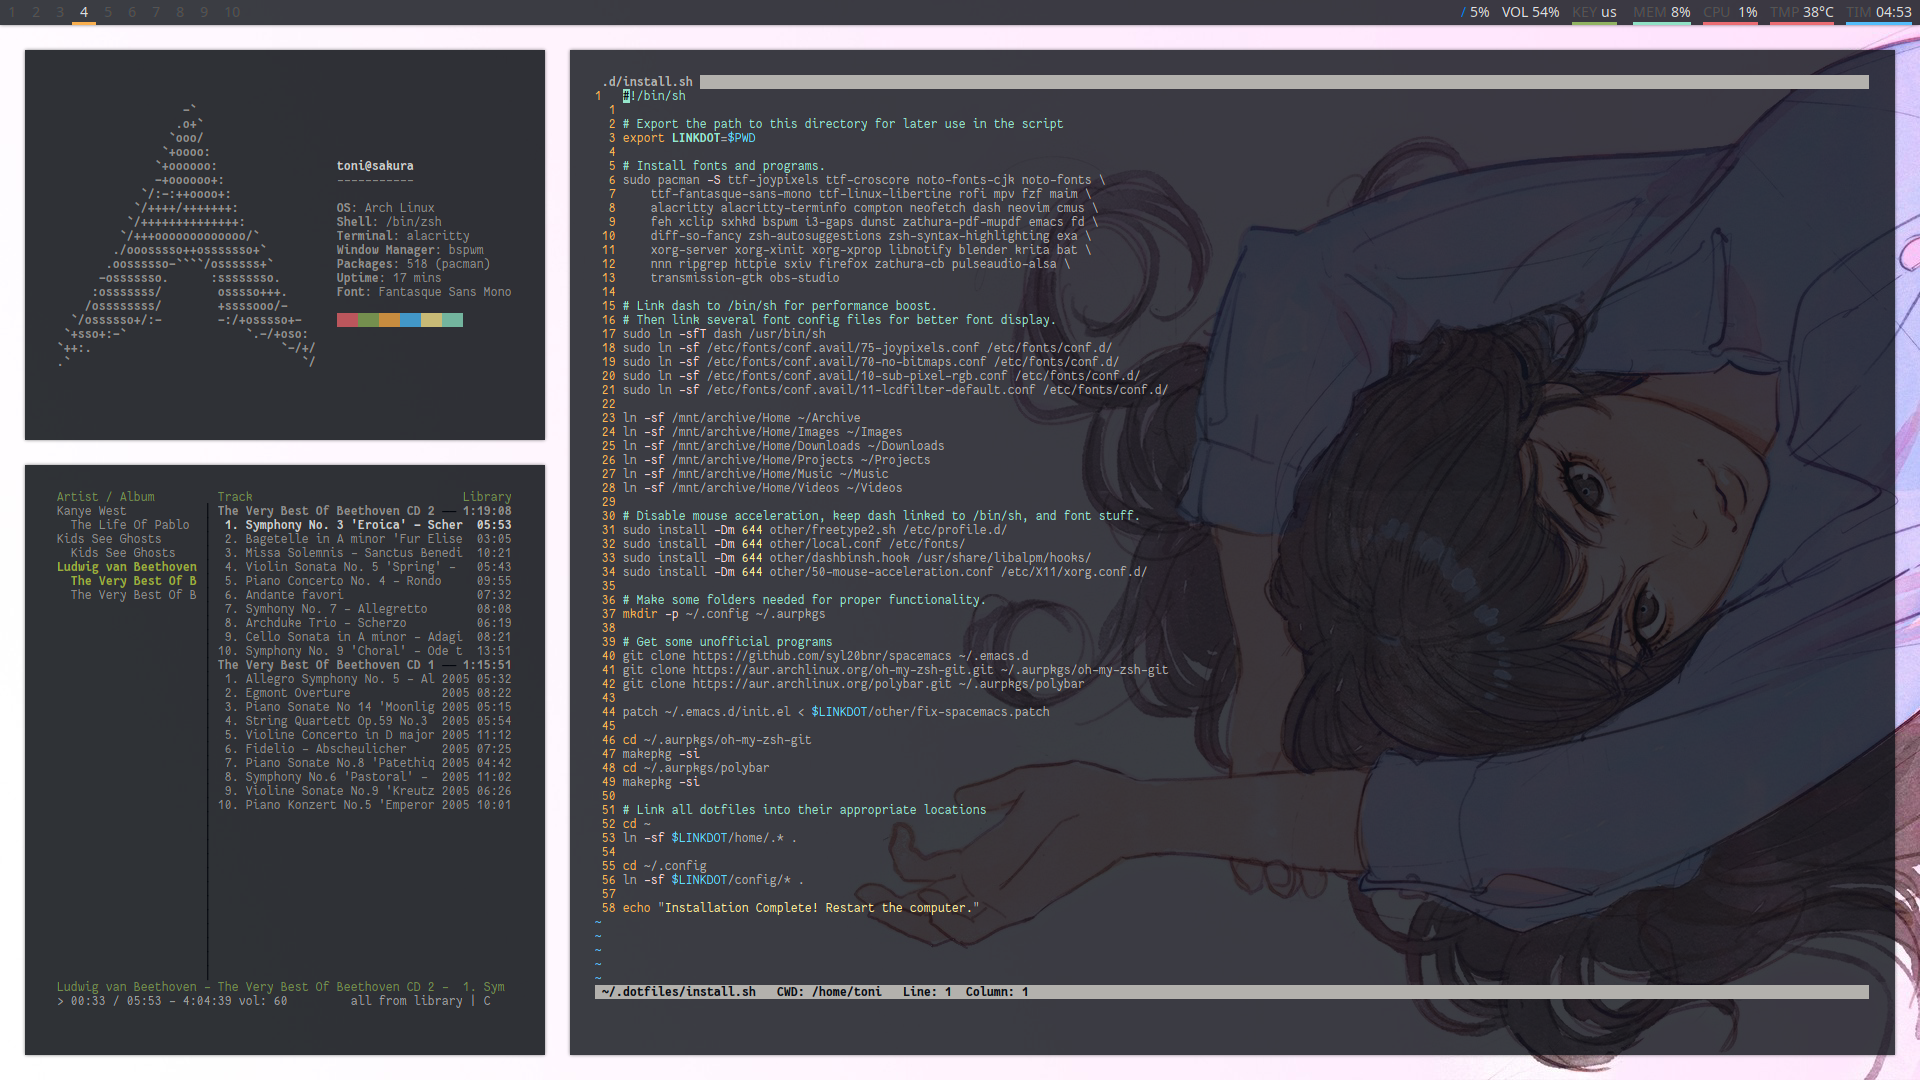 1 2 3 4 5 6 7 8 9 10
/ 5% VOL 54% KEY us MEM 8% CPU 1% TMP 38°C TIM 04:53
-`
.o+`
`ooo/
`+oooo:
`+oooooo:
-+oooooo+:
`/:-:++oooo+:
`/++++/+++++++:
`/++++++++++++++:
`/+++ooooooooooooo/`
./ooosssso++osssssso+`
.oossssso-````/ossssss+`
-osssssso. :ssssssso.
:osssssss/ osssso+++.
/ossssssss/ +ssssooo/-
`/ossssso+/:- -:/+osssso+-
`+sso+:-` `.-/+oso:
`++:. `-/+/
.` `/
toni@sakura
-----------
OS: Arch Linux
Shell: /bin/zsh
Terminal: alacritty
Window Manager: bspwm
Packages: 518 (pacman)
Uptime: 17 mins
Font: Fantasque Sans Mono
Artist / Album Track Library
Kanye West
The Life Of Pablo
Kids See Ghosts
Kids See Ghosts
Ludwig van Beethoven
The Very Best Of B
The Very Best Of B
The Very Best Of Beethoven CD 2 — 1:19:08
1. Symphony No. 3 'Eroica' - Scher 05:53
2. Bagetelle in A minor 'Fur Elise 03:05
3. Missa Solemnis - Sanctus Benedi 10:21
4. Violin Sonata No. 5 'Spring' - 05:43
5. Piano Concerto No. 4 - Rondo 09:55
6. Andante favori 07:32
7. Symhony No. 7 - Allegretto 08:08
8. Archduke Trio - Scherzo 06:19
9. Cello Sonata in A minor - Adagi 08:21
10. Symphony No. 9 'Choral' - Ode t 13:51
The Very Best Of Beethoven CD 1 — 1:15:51
1. Allegro Symphony No. 5 - Al 2005 05:32
2. Egmont Overture 2005 08:22
3. Piano Sonate No 14 'Moonlig 2005 05:15
4. String Quartett Op.59 No.3 2005 05:54
5. Violine Concerto in D major 2005 11:12
6. Fidelio - Abscheulicher 2005 07:25
7. Piano Sonate No.8 'Pathethiq 2005 04:42
8. Symphony No.6 'Pastoral' - 2005 11:02
9. Violine Sonate No.9 'Kreutz 2005 06:26
10. Piano Konzert No.5 'Emperor 2005 10:01
Ludwig van Beethoven - The Very Best Of Beethoven CD 2 - 1. Sym
> 00:33 / 05:53 - 4:04:39 vol: 60 all from library | C
.d/install.sh
1 #!/bin/sh
1
2 # Export the path to this directory for later use in the script
3 export LINKDOT=$PWD
4
5 # Install fonts and programs.
6 sudo pacman -S ttf-joypixels ttf-croscore noto-fonts-cjk noto-fonts \
7 ttf-fantasque-sans-mono ttf-linux-libertine rofi mpv fzf maim \
8 alacritty alacritty-terminfo compton neofetch dash neovim cmus \
9 feh xclip sxhkd bspwm i3-gaps dunst zathura-pdf-mupdf emacs fd \
10 diff-so-fancy zsh-autosuggestions zsh-syntax-highlighting exa \
11 xorg-server xorg-xinit xorg-xprop libnotify blender krita bat \
12 nnn ripgrep httpie sxiv firefox zathura-cb pulseaudio-alsa \
13 transmission-gtk obs-studio
14
15 # Link dash to /bin/sh for performance boost.
16 # Then link several font config files for better font display.
17 sudo ln -sfT dash /usr/bin/sh
18 sudo ln -sf /etc/fonts/conf.avail/75-joypixels.conf /etc/fonts/conf.d/
19 sudo ln -sf /etc/fonts/conf.avail/70-no-bitmaps.conf /etc/fonts/conf.d/
20 sudo ln -sf /etc/fonts/conf.avail/10-sub-pixel-rgb.conf /etc/fonts/conf.d/
21 sudo ln -sf /etc/fonts/conf.avail/11-lcdfilter-default.conf /etc/fonts/conf.d/
22
23 ln -sf /mnt/archive/Home ~/Archive
24 ln -sf /mnt/archive/Home/Images ~/Images
25 ln -sf /mnt/archive/Home/Downloads ~/Downloads
26 ln -sf /mnt/archive/Home/Projects ~/Projects
27 ln -sf /mnt/archive/Home/Music ~/Music
28 ln -sf /mnt/archive/Home/Videos ~/Videos
29
30 # Disable mouse acceleration, keep dash linked to /bin/sh, and font stuff.
31 sudo install -Dm 644 other/freetype2.sh /etc/profile.d/
32 sudo install -Dm 644 other/local.conf /etc/fonts/
33 sudo install -Dm 644 other/dashbinsh.hook /usr/share/libalpm/hooks/
34 sudo install -Dm 644 other/50-mouse-acceleration.conf /etc/X11/xorg.conf.d/
35
36 # Make some folders needed for proper functionality.
37 mkdir -p ~/.config ~/.aurpkgs
38
39 # Get some unofficial programs
40 git clone https://github.com/syl20bnr/spacemacs ~/.emacs.d
41 git clone https://aur.archlinux.org/oh-my-zsh-git.git ~/.aurpkgs/oh-my-zsh-git
42 git clone https://aur.archlinux.org/polybar.git ~/.aurpkgs/polybar
43
44 patch ~/.emacs.d/init.el < $LINKDOT/other/fix-spacemacs.patch
45
46 cd ~/.aurpkgs/oh-my-zsh-git
47 makepkg -si
48 cd ~/.aurpkgs/polybar
49 makepkg -si
50
51 # Link all dotfiles into their appropriate locations
52 cd ~
53 ln -sf $LINKDOT/home/.* .
54
55 cd ~/.config
56 ln -sf $LINKDOT/config/* .
57
58 echo "Installation Complete! Restart the computer."
~
~
~
~
~
~/.dotfiles/install.sh CWD: /home/toni Line: 1 Column: 1